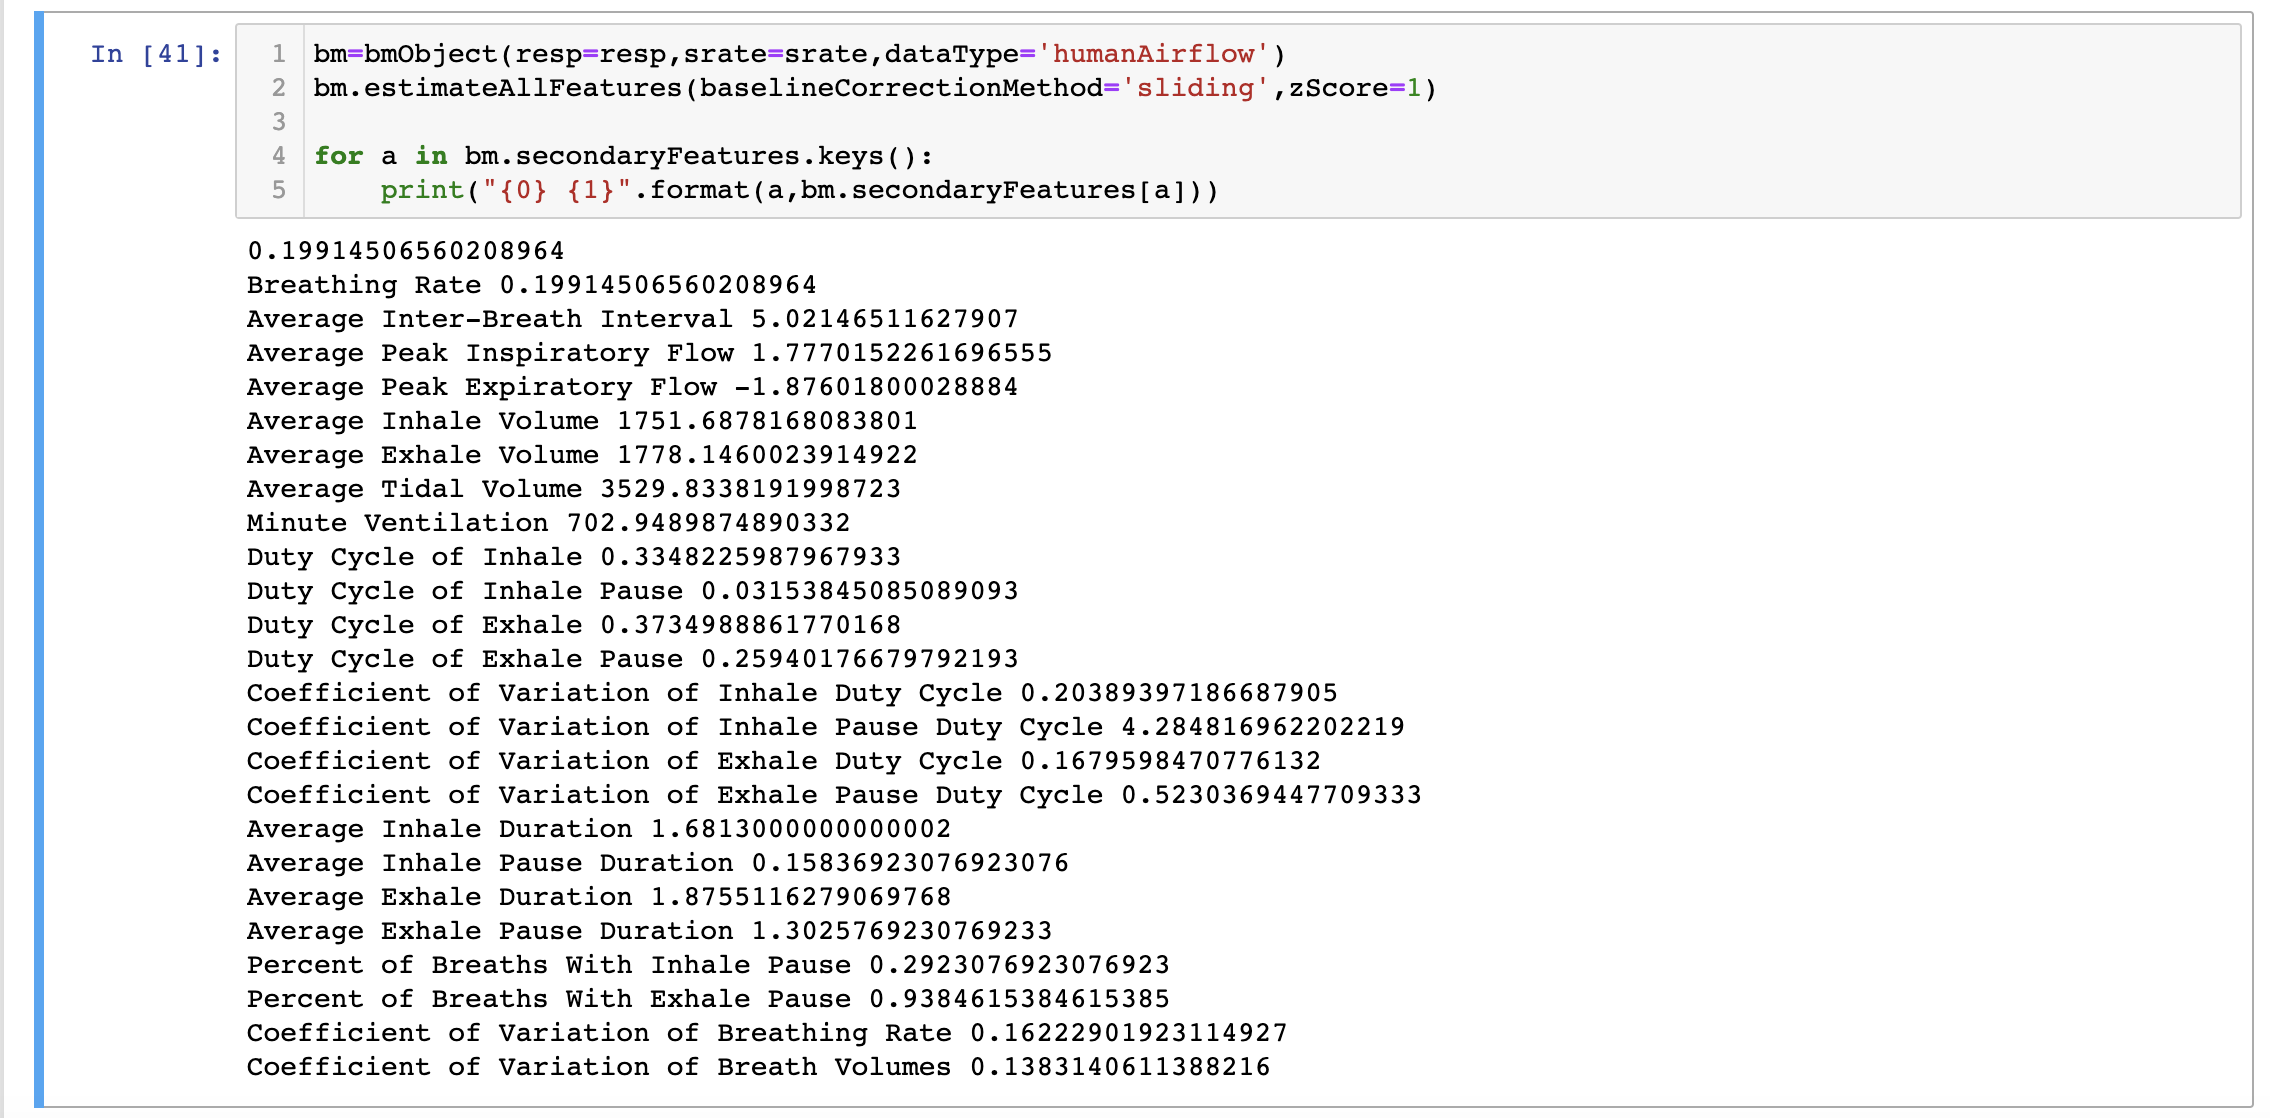 In [41]:
1 bm=bmObject(resp=resp,srate=srate,dataType='humanAirflow')
2 bm.estimateAllFeatures(baselineCorrectionMethod='sliding',zScore=1)
3
4 for a in bm.secondaryFeatures.keys():
5     print("{0} {1}".format(a,bm.secondaryFeatures[a]))
0.19914506560208964
Breathing Rate 0.19914506560208964
Average Inter-Breath Interval 5.02146511627907
Average Peak Inspiratory Flow 1.7770152261696555
Average Peak Expiratory Flow -1.87601800028884
Average Inhale Volume 1751.6878168083801
Average Exhale Volume 1778.1460023914922
Average Tidal Volume 3529.8338191998723
Minute Ventilation 702.9489874890332
Duty Cycle of Inhale 0.3348225987967933
Duty Cycle of Inhale Pause 0.03153845085089093
Duty Cycle of Exhale 0.3734988861770168
Duty Cycle of Exhale Pause 0.25940176679792193
Coefficient of Variation of Inhale Duty Cycle 0.20389397186687905
Coefficient of Variation of Inhale Pause Duty Cycle 4.284816962202219
Coefficient of Variation of Exhale Duty Cycle 0.1679598470776132
Coefficient of Variation of Exhale Pause Duty Cycle 0.5230369447709333
Average Inhale Duration 1.6813000000000002
Average Inhale Pause Duration 0.15836923076923076
Average Exhale Duration 1.8755116279069768
Average Exhale Pause Duration 1.3025769230769233
Percent of Breaths With Inhale Pause 0.2923076923076923
Percent of Breaths With Exhale Pause 0.9384615384615385
Coefficient of Variation of Breathing Rate 0.16222901923114927
Coefficient of Variation of Breath Volumes 0.1383140611388216